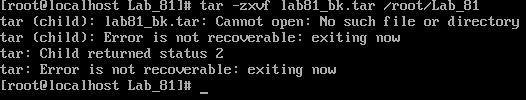 [root@localhost Lab_81]# tar -zxvf lab81_bk.tar /root/Lab_81
tar (child): lab81_bk.tar: Cannot open: No such file or directory
tar (child): Error is not recoverable: exiting now
tar: Child returned status 2
tar: Error is not recoverable: exiting now
[root@localhost Lab_81]# _